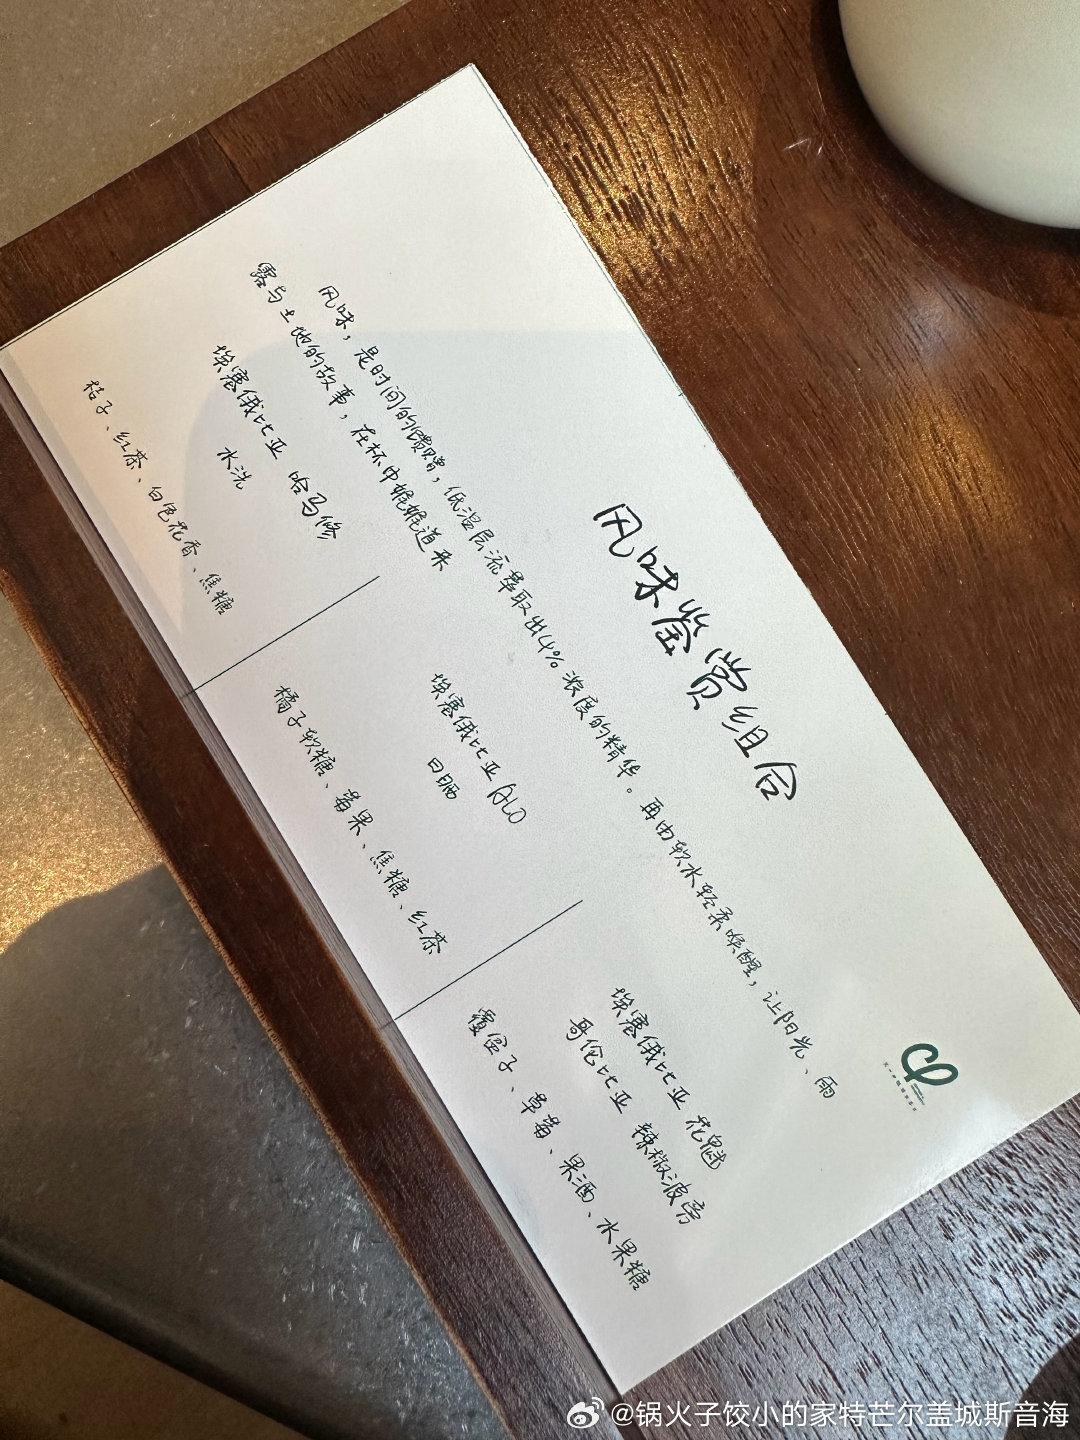 风味鉴赏组合
风味，是时间的馈赠，低温层流萃取出4%浓度的精华。再由软水轻柔唤醒，让阳光、雨
露与土地的故事，在杯中娓娓道来
埃塞俄比亚 哈马修
水洗
桔子、红茶、白色花香、焦糖
埃塞俄比亚 ALO
日晒
橘子软糖、莓果、焦糖、红茶
埃塞俄比亚 花魁
哥伦比亚 辣椒波旁
覆盆子、草莓、果酒、水果糖
@锅火子饺小的家特芒尔盖城斯音海